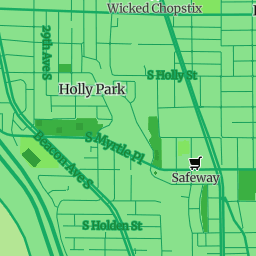 Wicked Chopstix
29th Ave S
S Holly St
Holly Park
Beacon Ave S
S Myrtle Pl
Safeway
S Holden St